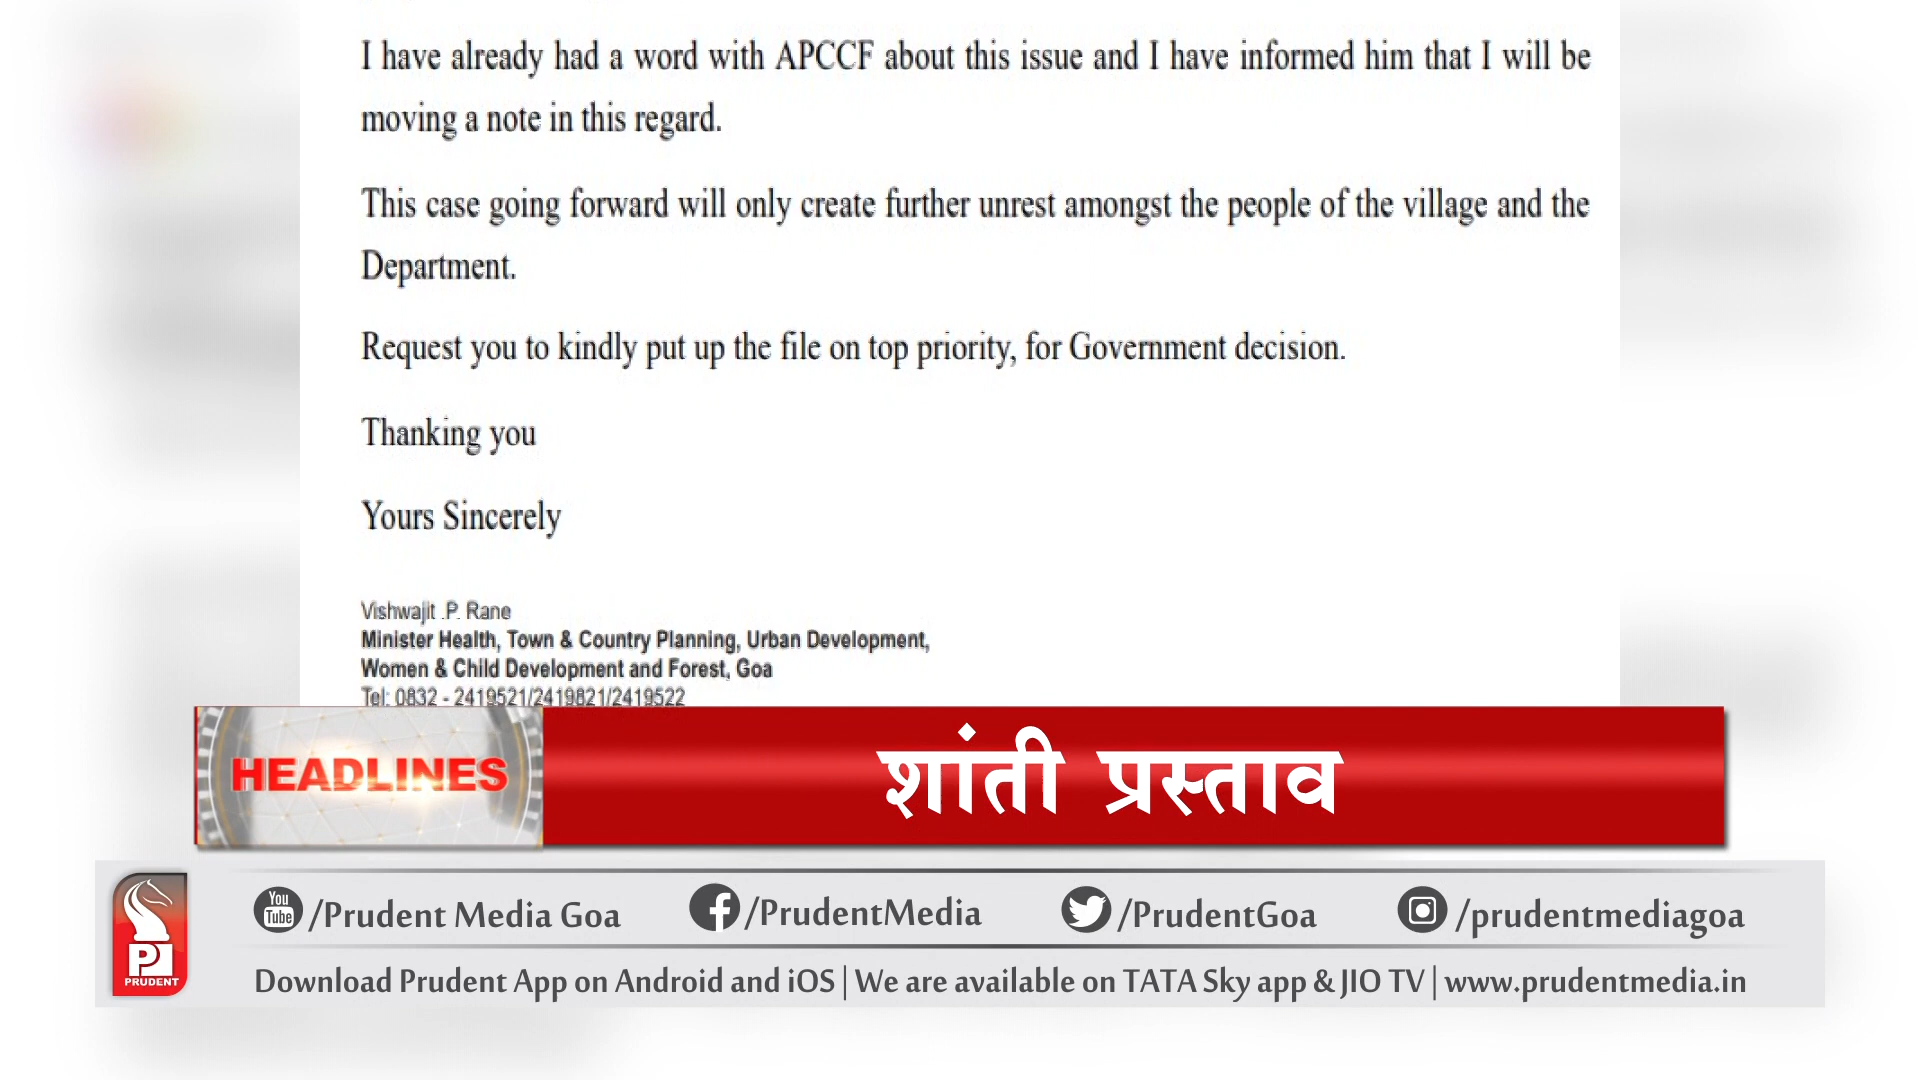 I have already had a word with APCCF about this issue and I have informed him that I will be
moving a note in this regard.
This case going forward will only create further unrest amongst the people of the village and the
Department.
Request you to kindly put up the file on top priority, for Government decision.
Thanking you
Yours Sincerely
Vishwajit .P. Rane
Minister Health, Town & Country Planning, Urban Development,
Women & Child Development and Forest, Goa
Tel: 0832 - 2419521/2419821/2419522
HEADLINES
शांती प्रस्ताव
You Tube /Prudent Media Goa
/PrudentMedia
/PrudentGoa
/prudentmediagoa
PRUDENT
Download Prudent App on Android and iOS | We are available on TATA Sky app & JIO TV | www.prudentmedia.in